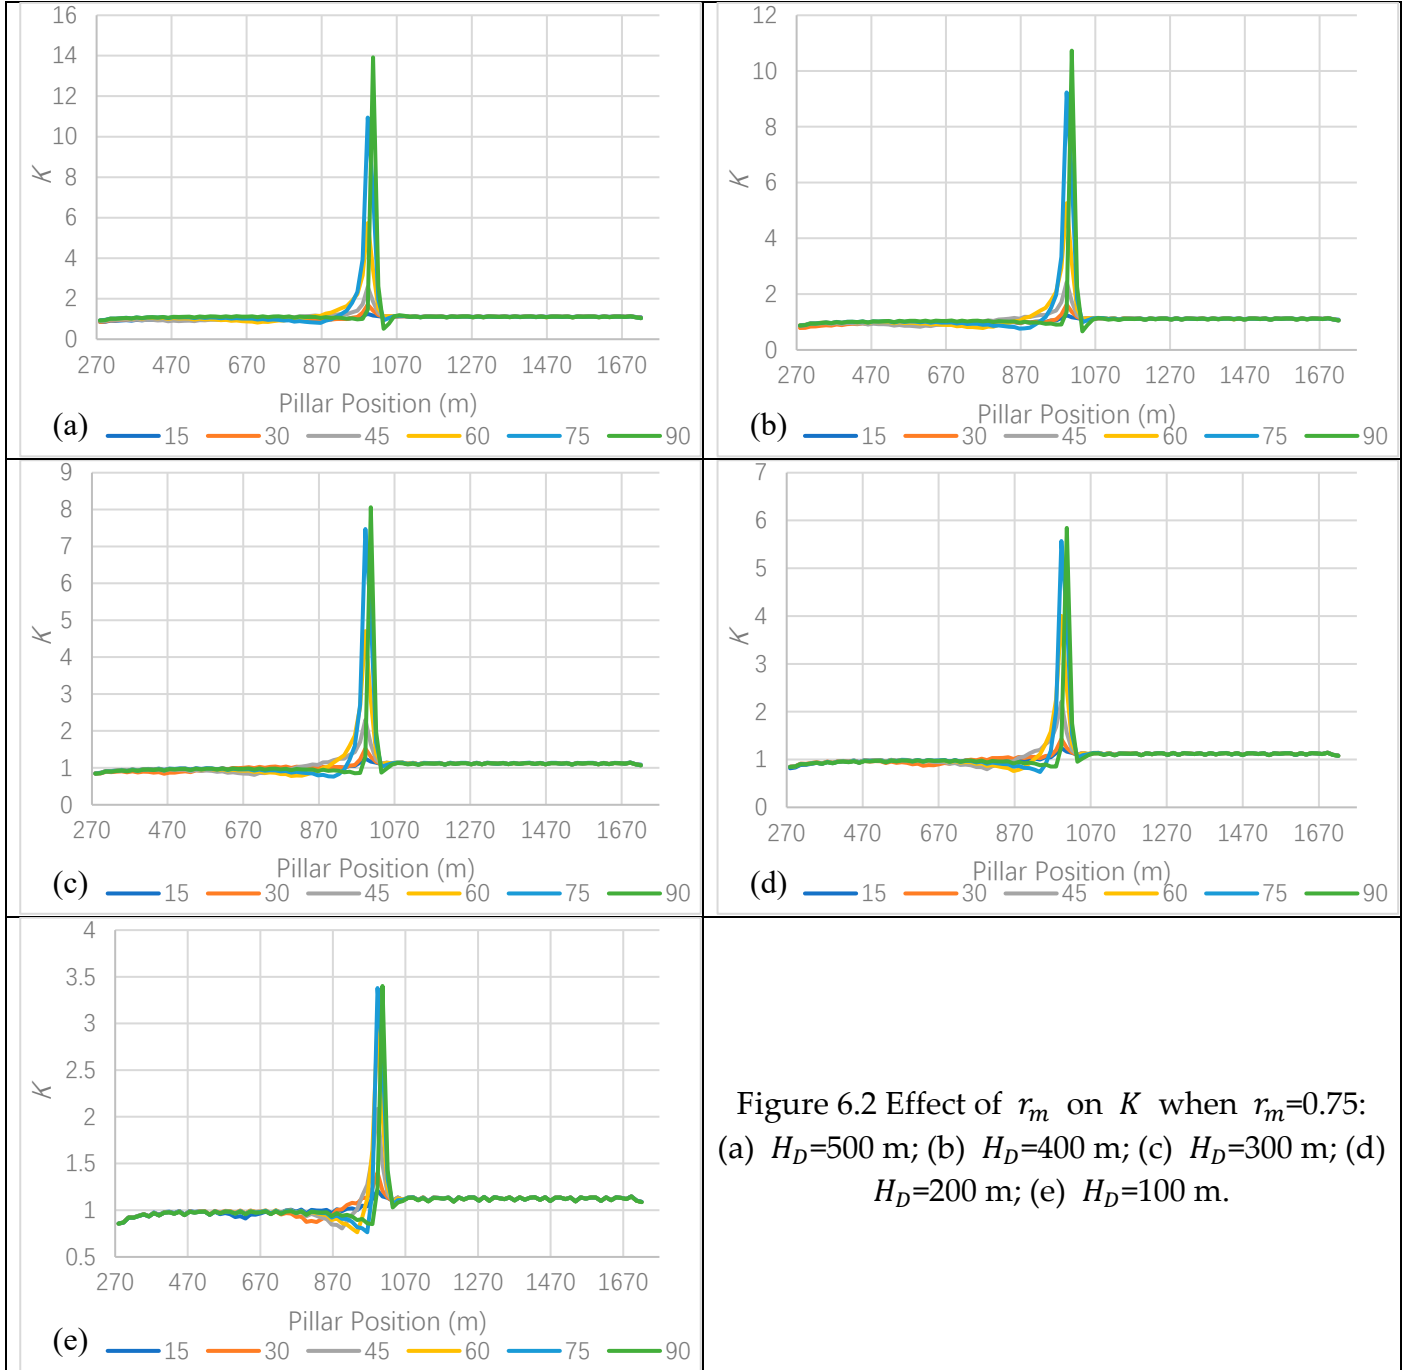 16
14
12
10
8
6
4
2
0
K
270 470 670 870 1070 1270 1470 1670
Pillar Position (m)
(a)
15 30 45 60 75 90
12
10
8
6
4
2
0
K
270 470 670 870 1070 1270 1470 1670
Pillar Position (m)
(b)
15 30 45 60 75 90
9
8
7
6
5
4
3
2
1
0
K
270 470 670 870 1070 1270 1470 1670
Pillar Position (m)
(c)
15 30 45 60 75 90
7
6
5
4
3
2
1
0
K
270 470 670 870 1070 1270 1470 1670
Pillar Position (m)
(d)
15 30 45 60 75 90
4
3.5
3
2.5
2
1.5
1
0.5
K
270 470 670 870 1070 1270 1470 1670
Pillar Position (m)
(e)
15 30 45 60 75 90
Figure 6.2 Effect of r_m on K when r_m=0.75:
(a) H_D=500 m; (b) H_D=400 m; (c) H_D=300 m; (d)
H_D=200 m; (e) H_D=100 m.